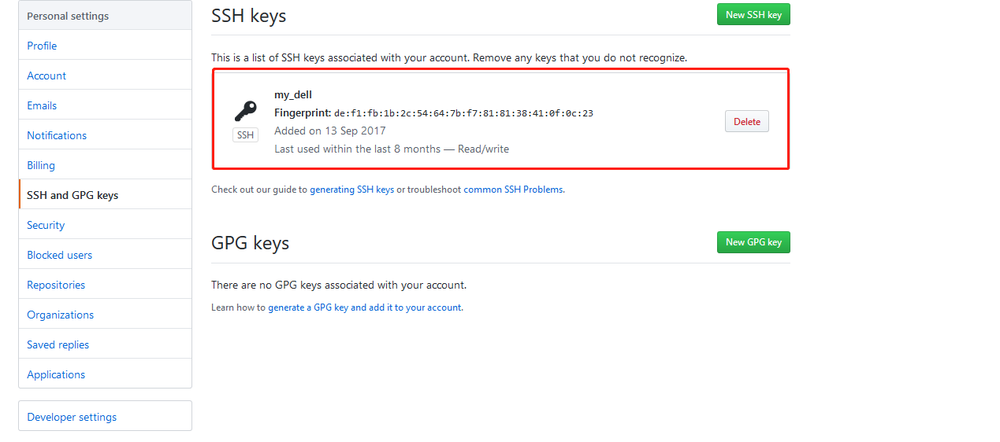 Personal settings
Profile
Account
Emails
Notifications
Billing
SSH and GPG keys
Security
Blocked users
Repositories
Organizations
Saved replies
Applications
Developer settings
SSH keys
New SSH key
This is a list of SSH keys associated with your account. Remove any keys that you do not recognize.
my_dell
Fingerprint: de:f1:fb:1b:2c:54:64:7b:f7:81:81:38:41:0f:0c:23
SSH
Added on 13 Sep 2017
Last used within the last 8 months — Read/write
Delete
Check out our guide to generating SSH keys or troubleshoot common SSH Problems.
GPG keys
New GPG key
There are no GPG keys associated with your account.
Learn how to generate a GPG key and add it to your account.